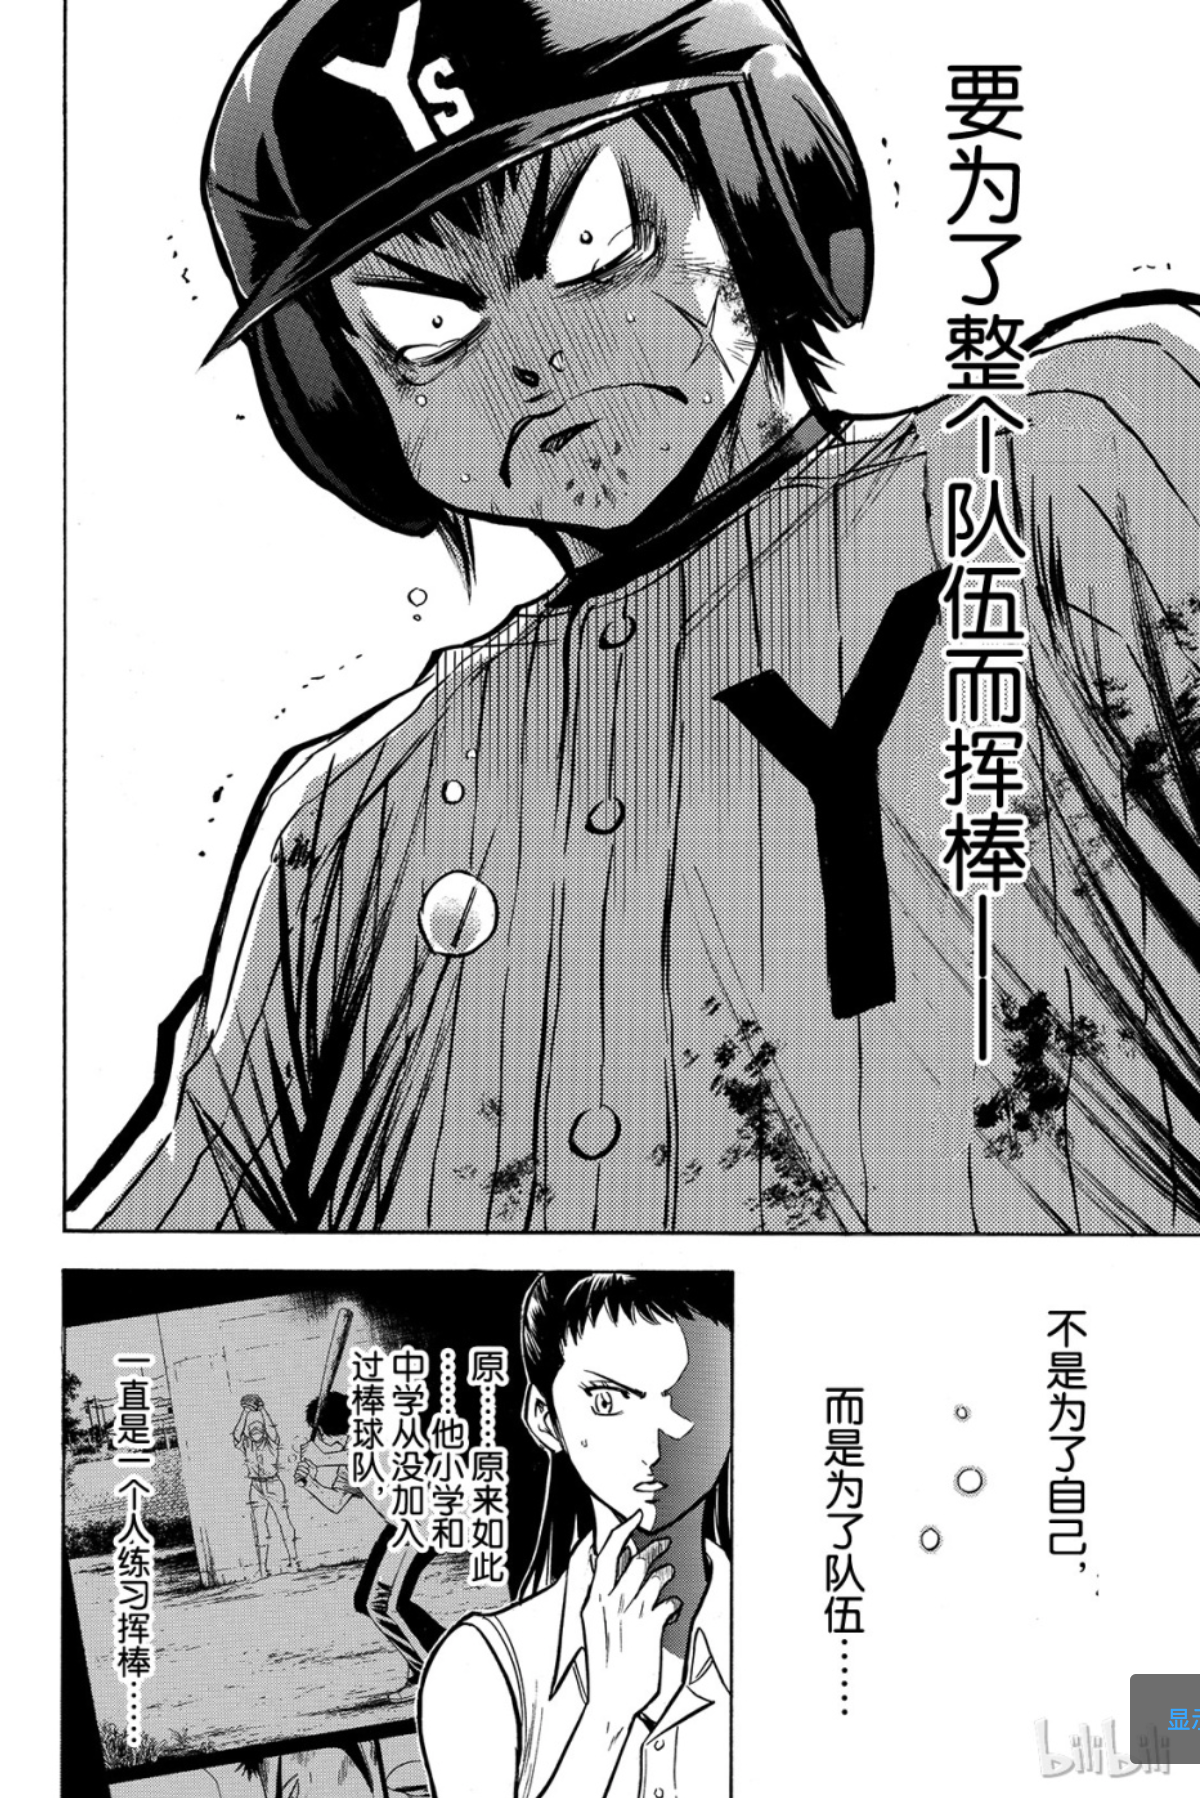 Ys
要为了整个队伍而挥棒——
Y
不是为了自己，
而是为了队伍……
原……原来如此
……他小学和
中学从没加入
过棒球队，
一直是一个人练习挥棒……
显
bilibili